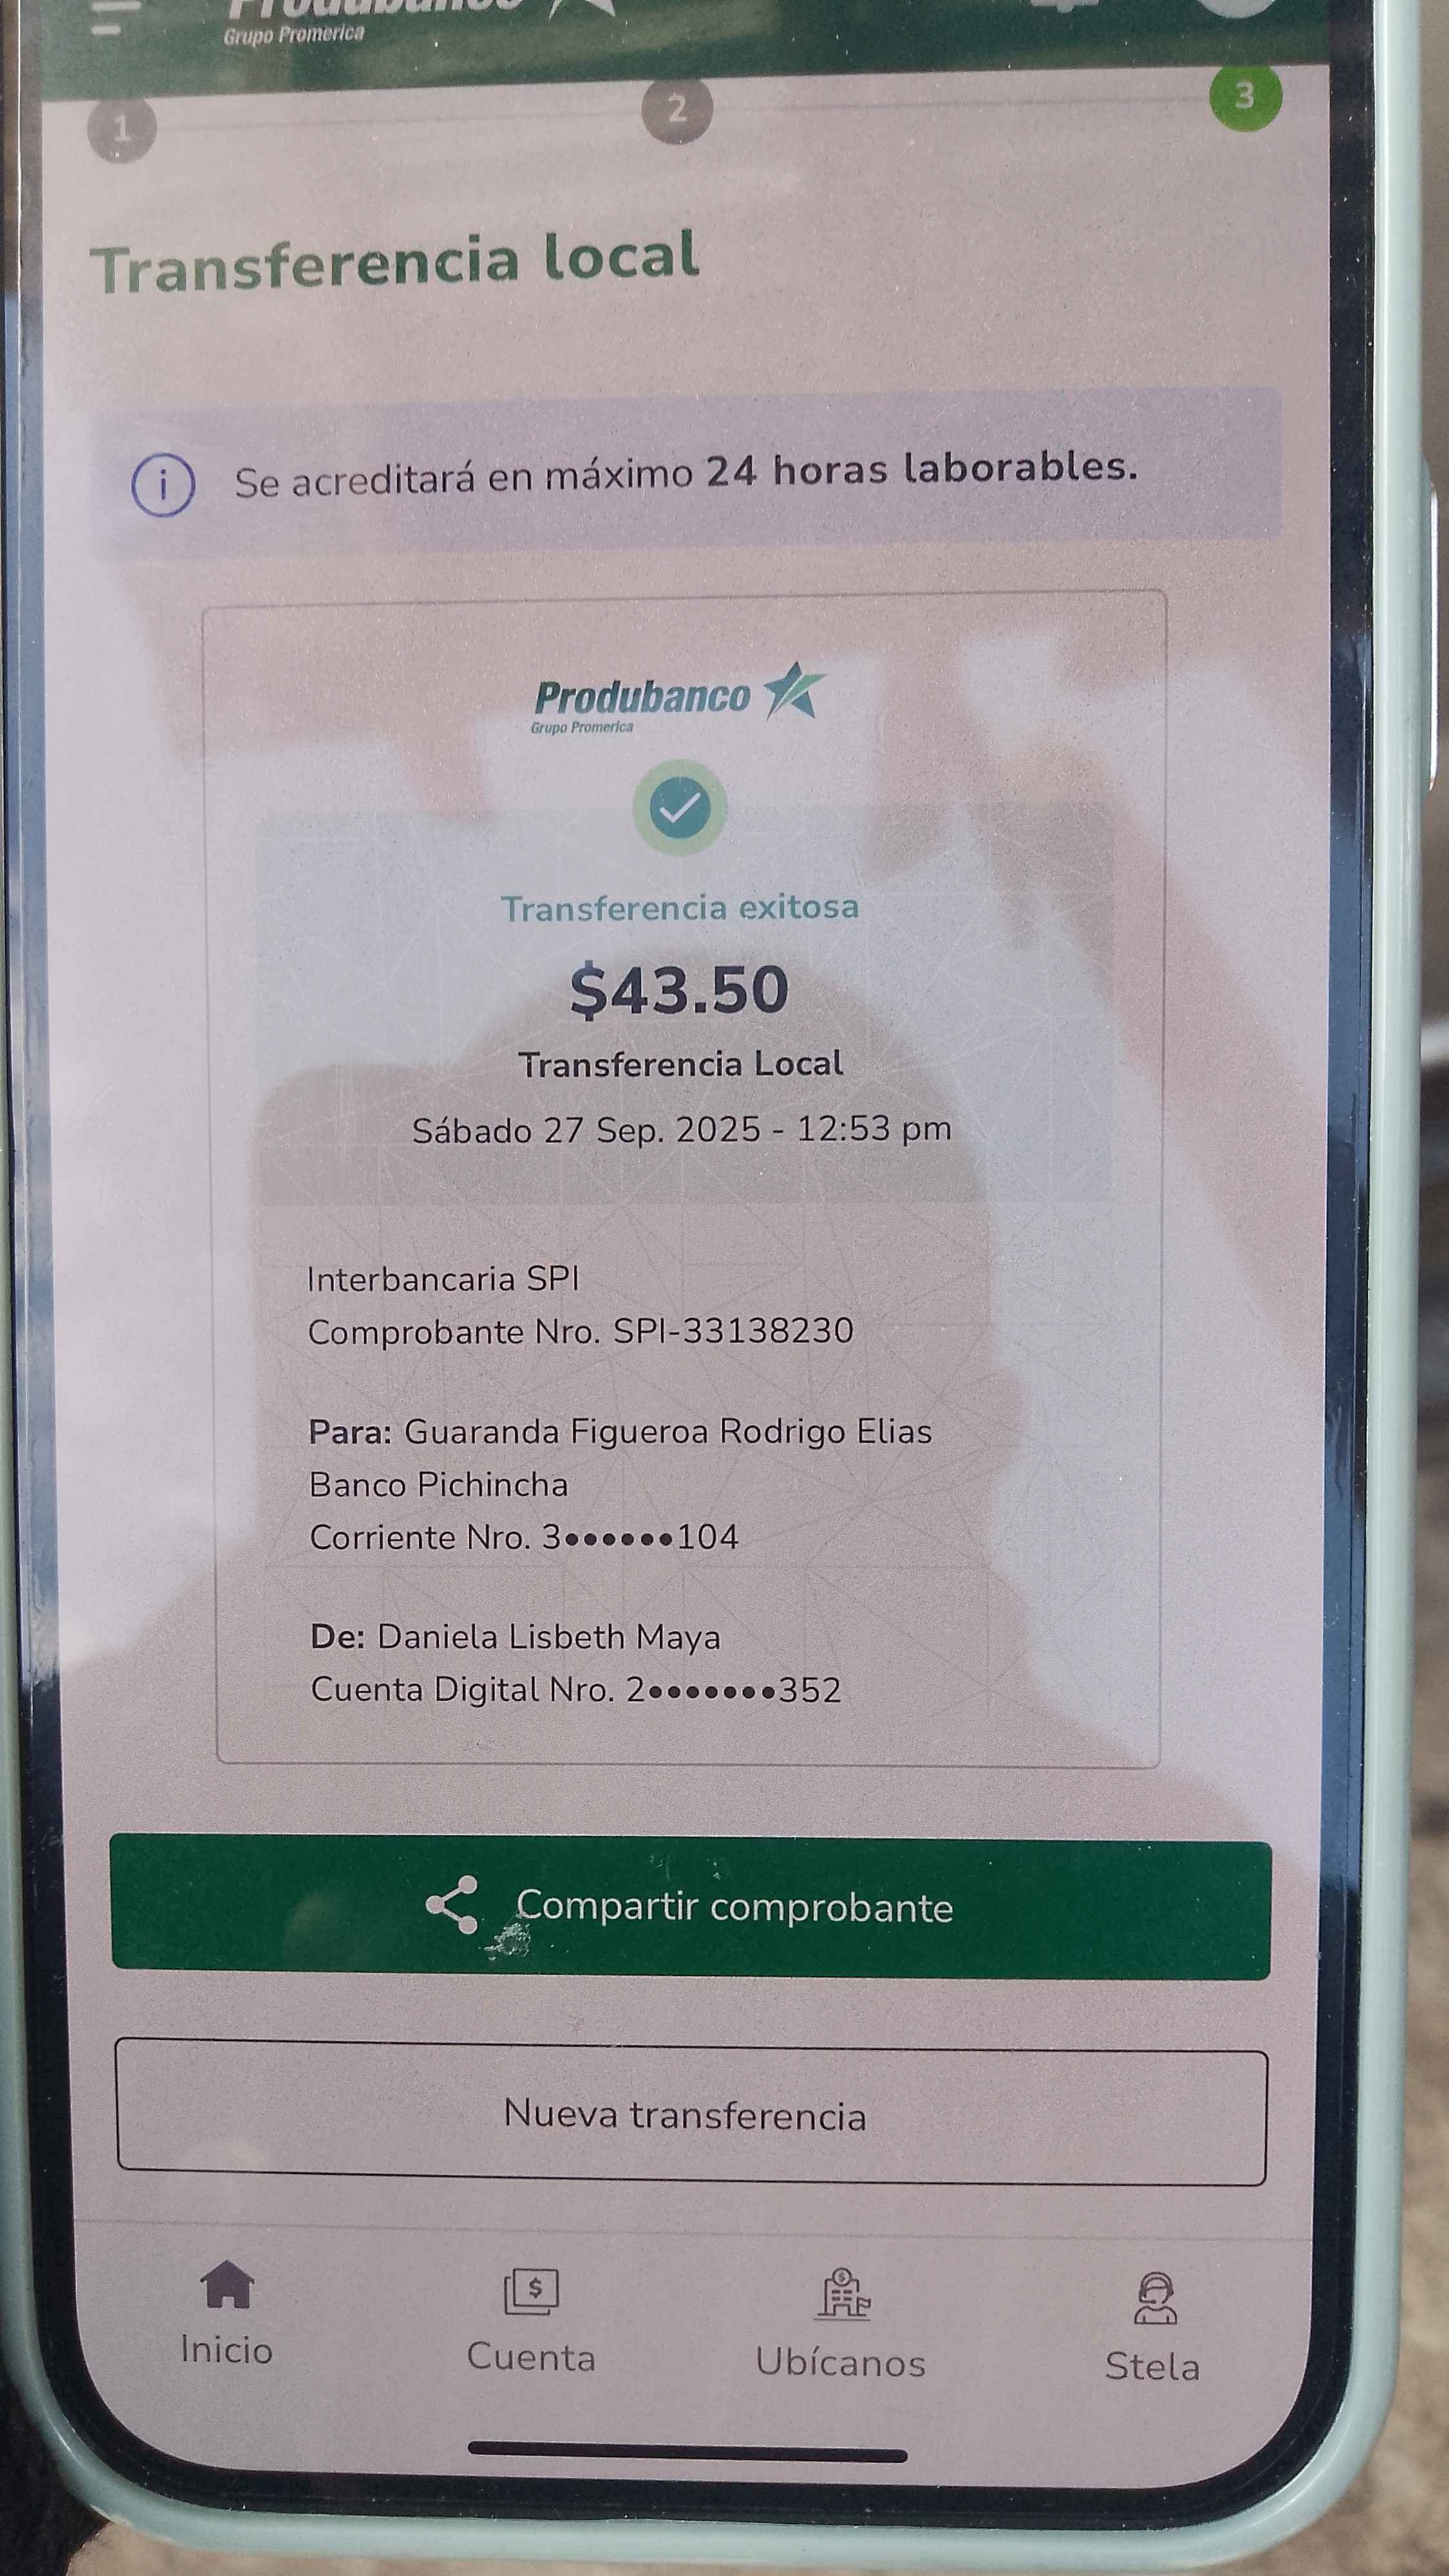 Produbanco
Grupo Promerica
1
2
3
Transferencia local
Se acreditará en máximo 24 horas laborables.
Produbanco
Grupo Promerica
Transferencia exitosa
$43.50
Transferencia Local
Sábado 27 Sep. 2025 - 12:53 pm
Interbancaria SPI
Comprobante Nro. SPI-33138230
Para: Guaranda Figueroa Rodrigo Elias
Banco Pichincha
Corriente Nro. 3••••••104
De: Daniela Lisbeth Maya
Cuenta Digital Nro. 2•••••••352
Compartir comprobante
Nueva transferencia
Inicio
Cuenta
Ubícanos
Stela